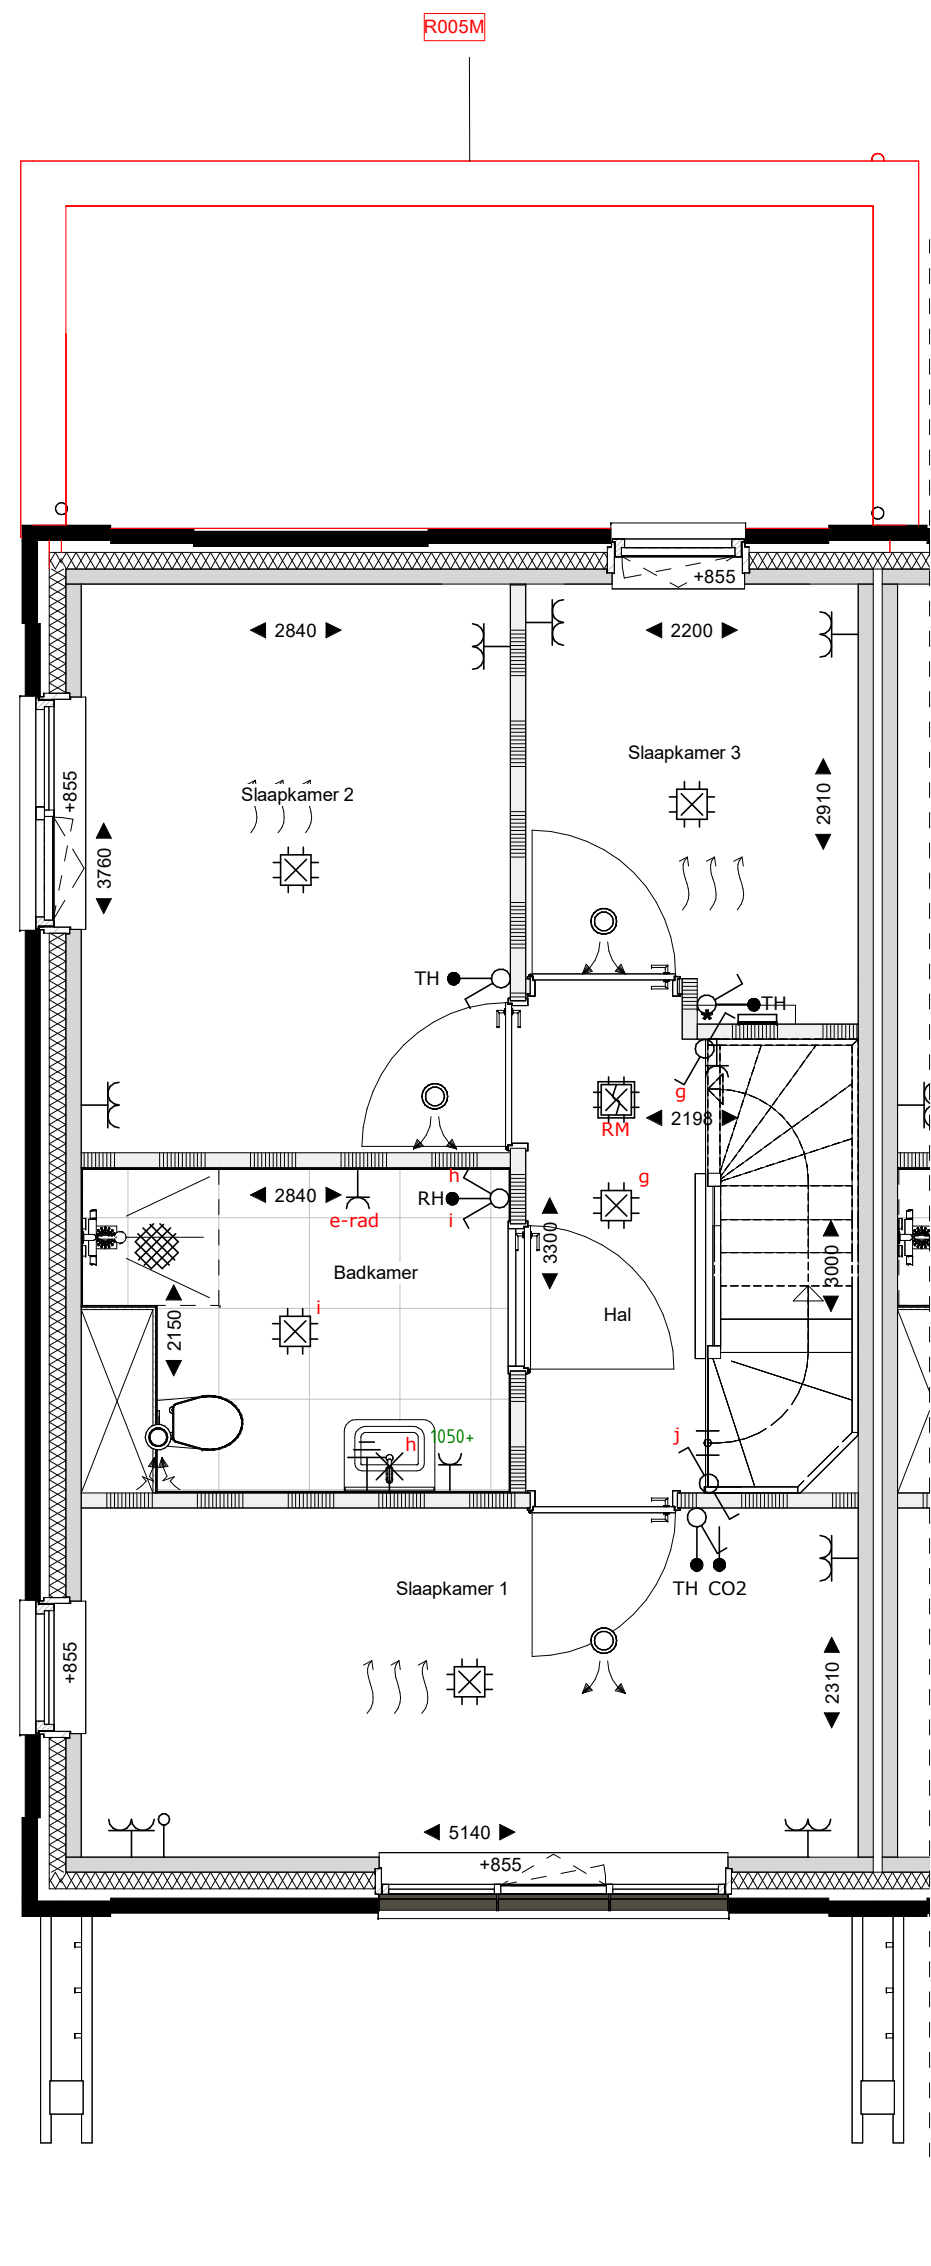 R005M
+855
2840
2200
Slaapkamer 3
+855
Slaapkamer 2
2910
3760
TH
TH
*
g
RM
2198
h
g
2840
RH
e-rad
i
3300
3000
Badkamer
i
Hal
2150
j
1050+
h
Slaapkamer 1
TH CO2
+855
2310
5140
+855